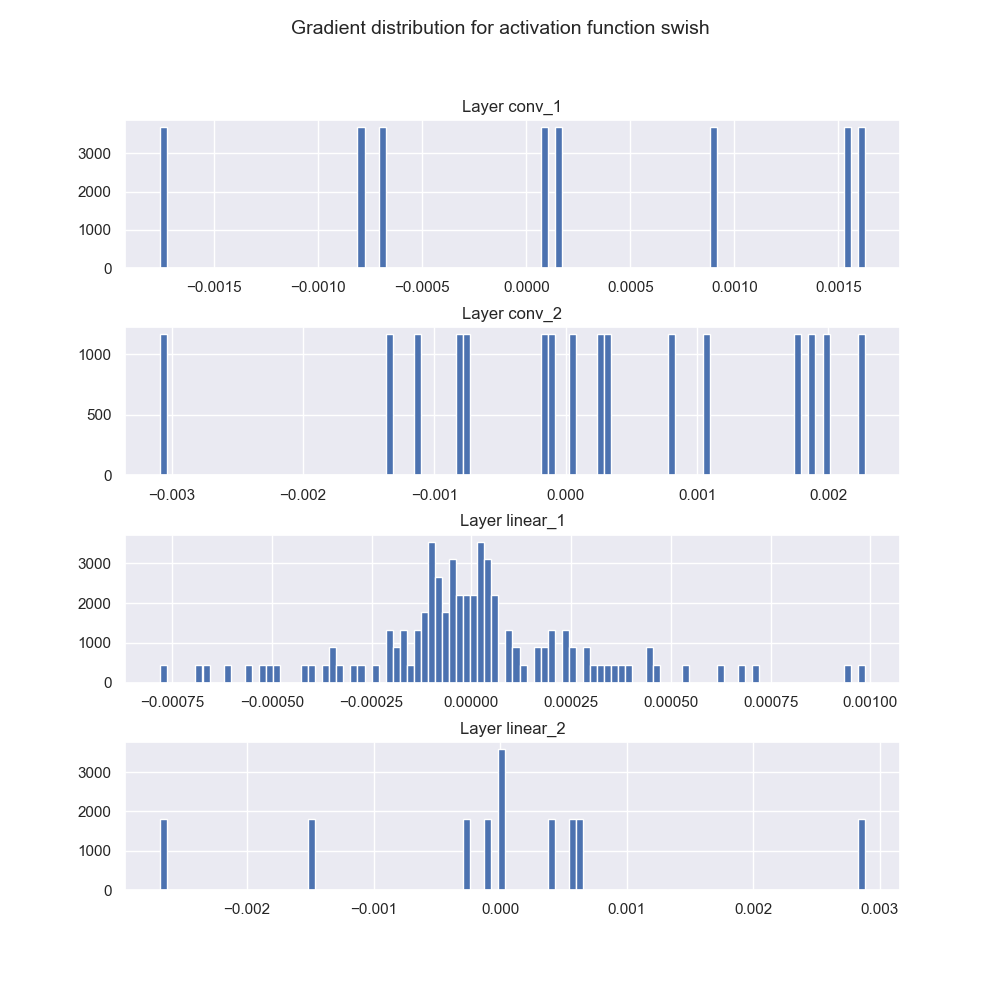 Gradient distribution for activation function swish
Layer conv_1
3000
2000
1000
0
−0.0015 −0.0010 −0.0005 0.0000 0.0005 0.0010 0.0015
Layer conv_2
1000
500
0
−0.003 −0.002 −0.001 0.000 0.001 0.002
Layer linear_1
3000
2000
1000
0
−0.00075 −0.00050 −0.00025 0.00000 0.00025 0.00050 0.00075 0.00100
Layer linear_2
3000
2000
1000
0
−0.002 −0.001 0.000 0.001 0.002 0.003